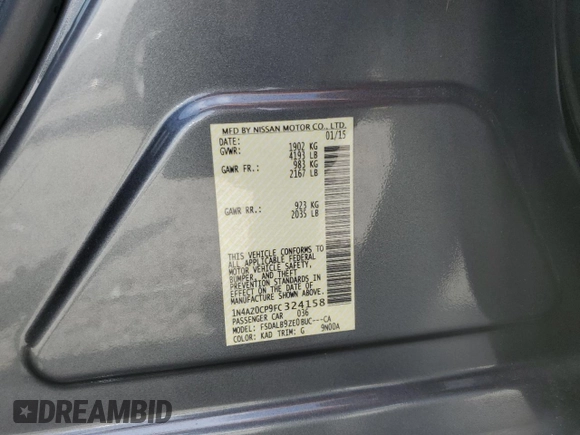 MFD BY NISSAN MOTOR CO., LTD.
DATE: 01/15
GVWR: 1902 KG
4193 LB
GAWR FR.: 983 KG
2167 LB
GAWR RR.: 923 KG
2035 LB
THIS VEHICLE CONFORMS TO
ALL APPLICABLE FEDERAL
MOTOR VEHICLE SAFETY,
BUMPER, AND THEFT
PREVENTION STANDARDS IN
EFFECT ON THE DATE OF
MANUFACTURE SHOWN ABOVE
1N4AZ0CP9FC324158
PASSENGER CAR 036
MODEL: FSDALB9ZE0BUC---CA
COLOR: KAD TRIM: G 9N00A
DREAMBID